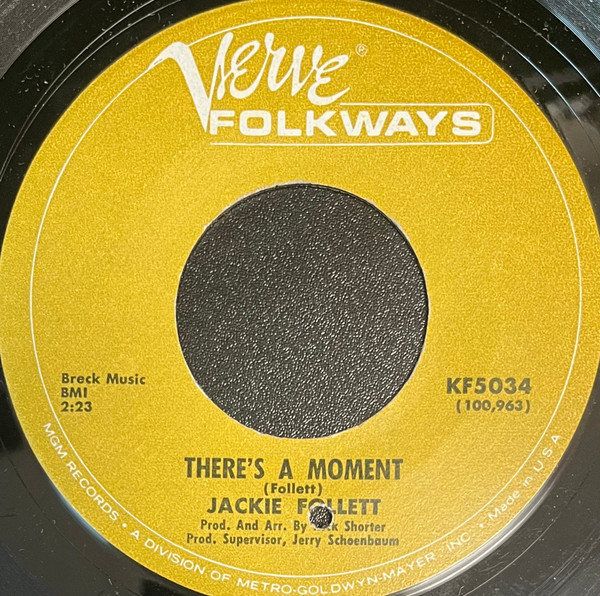 Verve ®
FOLKWAYS
Breck Music
BMI
2:23
KF5034
(100,963)
THERE'S A MOMENT
(Follett)
JACKIE FOLLETT
Prod. And Arr. By Shorter
Prod. Supervisor, Jerry Schoenbaum
MGM RECORDS • A DIVISION OF METRO-GOLDWYN-MAYER, INC. • Made in U.S.A